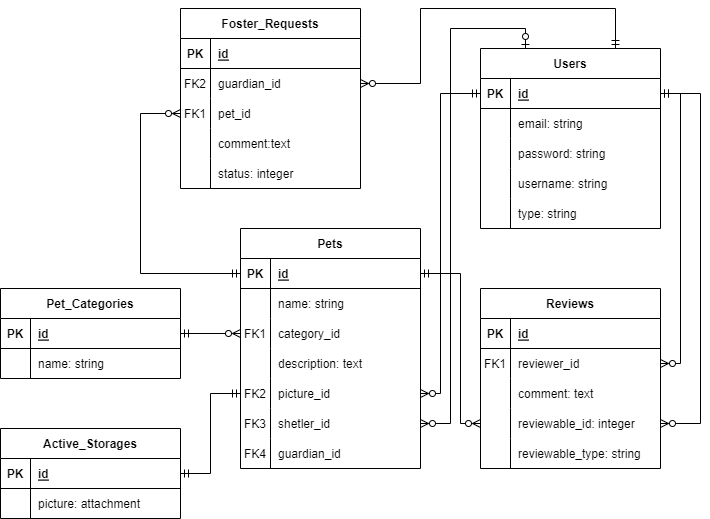 Foster_Requests
PK id
FK2 guardian_id
FK1 pet_id
comment:text
status: integer
Users
PK id
email: string
password: string
username: string
type: string
Pets
PK id
name: string
FK1 category_id
description: text
FK2 picture_id
FK3 shetler_id
FK4 guardian_id
Pet_Categories
PK id
name: string
Reviews
PK id
FK1 reviewer_id
comment: text
reviewable_id: integer
reviewable_type: string
Active_Storages
PK id
picture: attachment